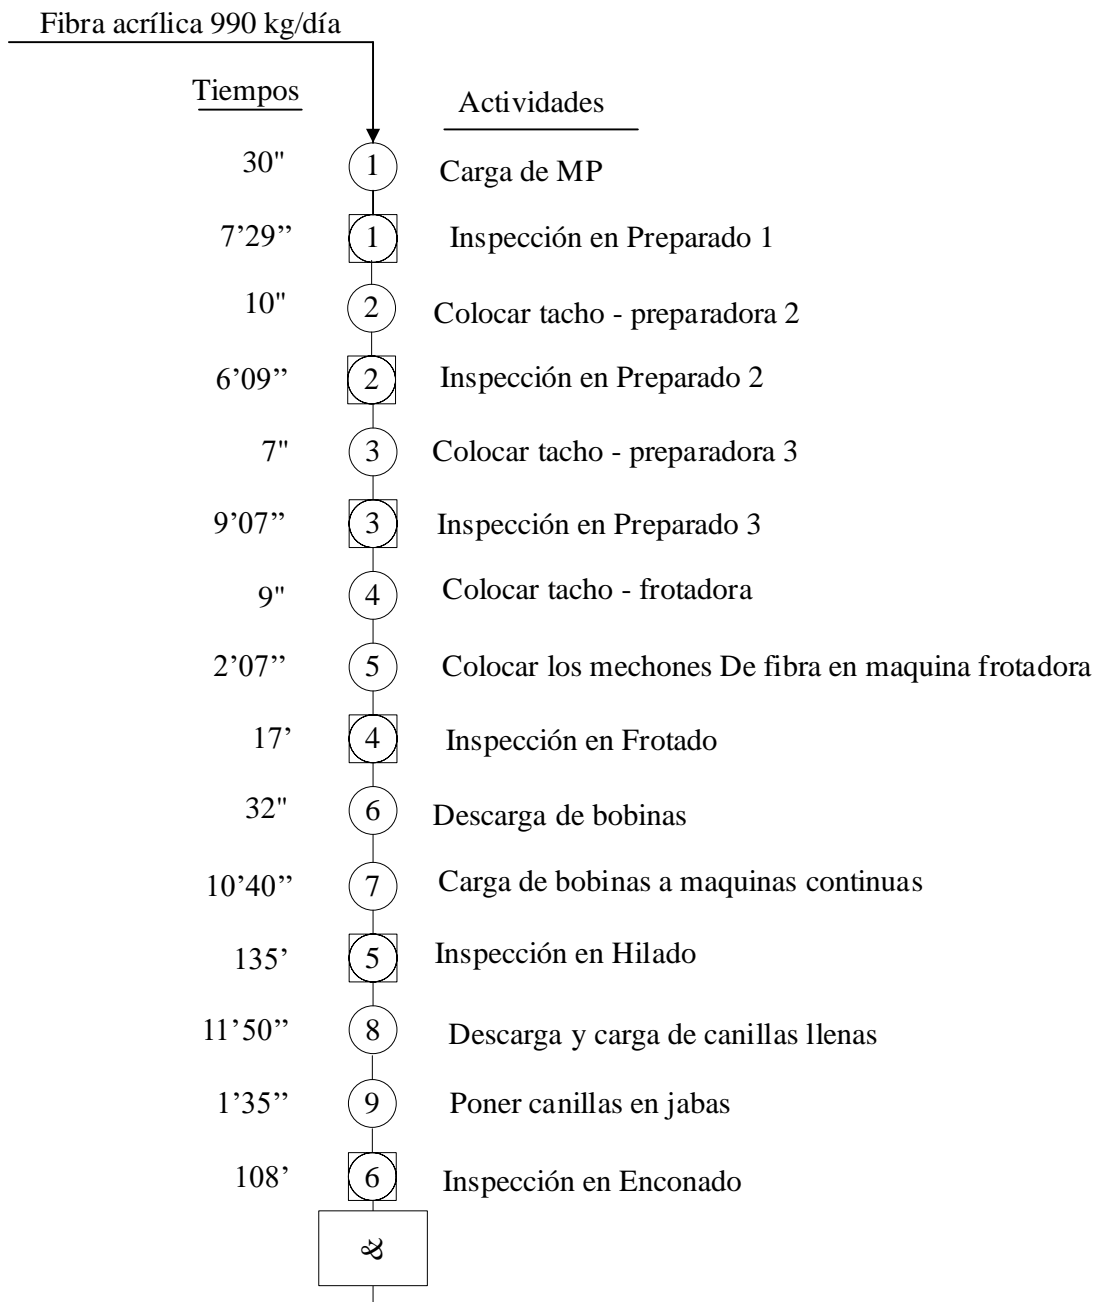 Fibra acrílica 990 kg/día
Tiempos Actividades
30" 1 Carga de MP
7’29’’ 1 Inspección en Preparado 1
10" 2 Colocar tacho - preparadora 2
6’09’’ 2 Inspección en Preparado 2
7" 3 Colocar tacho - preparadora 3
9’07’’ 3 Inspección en Preparado 3
9" 4 Colocar tacho - frotadora
2’07’’ 5 Colocar los mechones De fibra en maquina frotadora
17’ 4 Inspección en Frotado
32" 6 Descarga de bobinas
10’40’’ 7 Carga de bobinas a maquinas continuas
135’ 5 Inspección en Hilado
11’50’’ 8 Descarga y carga de canillas llenas
1’35’’ 9 Poner canillas en jabas
108’ 6 Inspección en Enconado
&